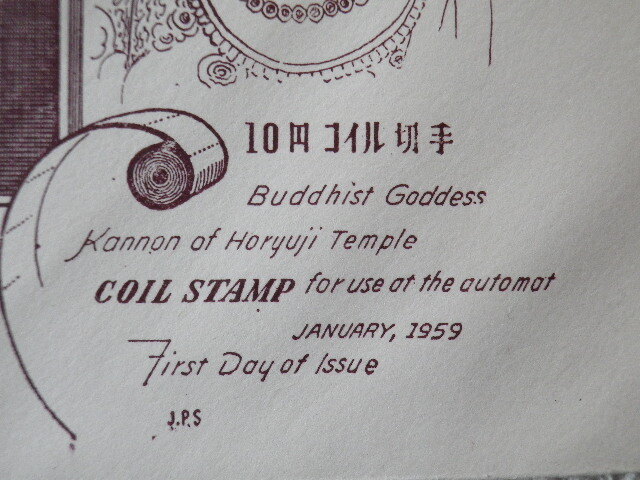 10円コイル切手
Buddhist Goddess
Kannon of Horyuji Temple
COIL STAMP for use at the automat
JANUARY, 1959
First Day of Issue
J.P.S